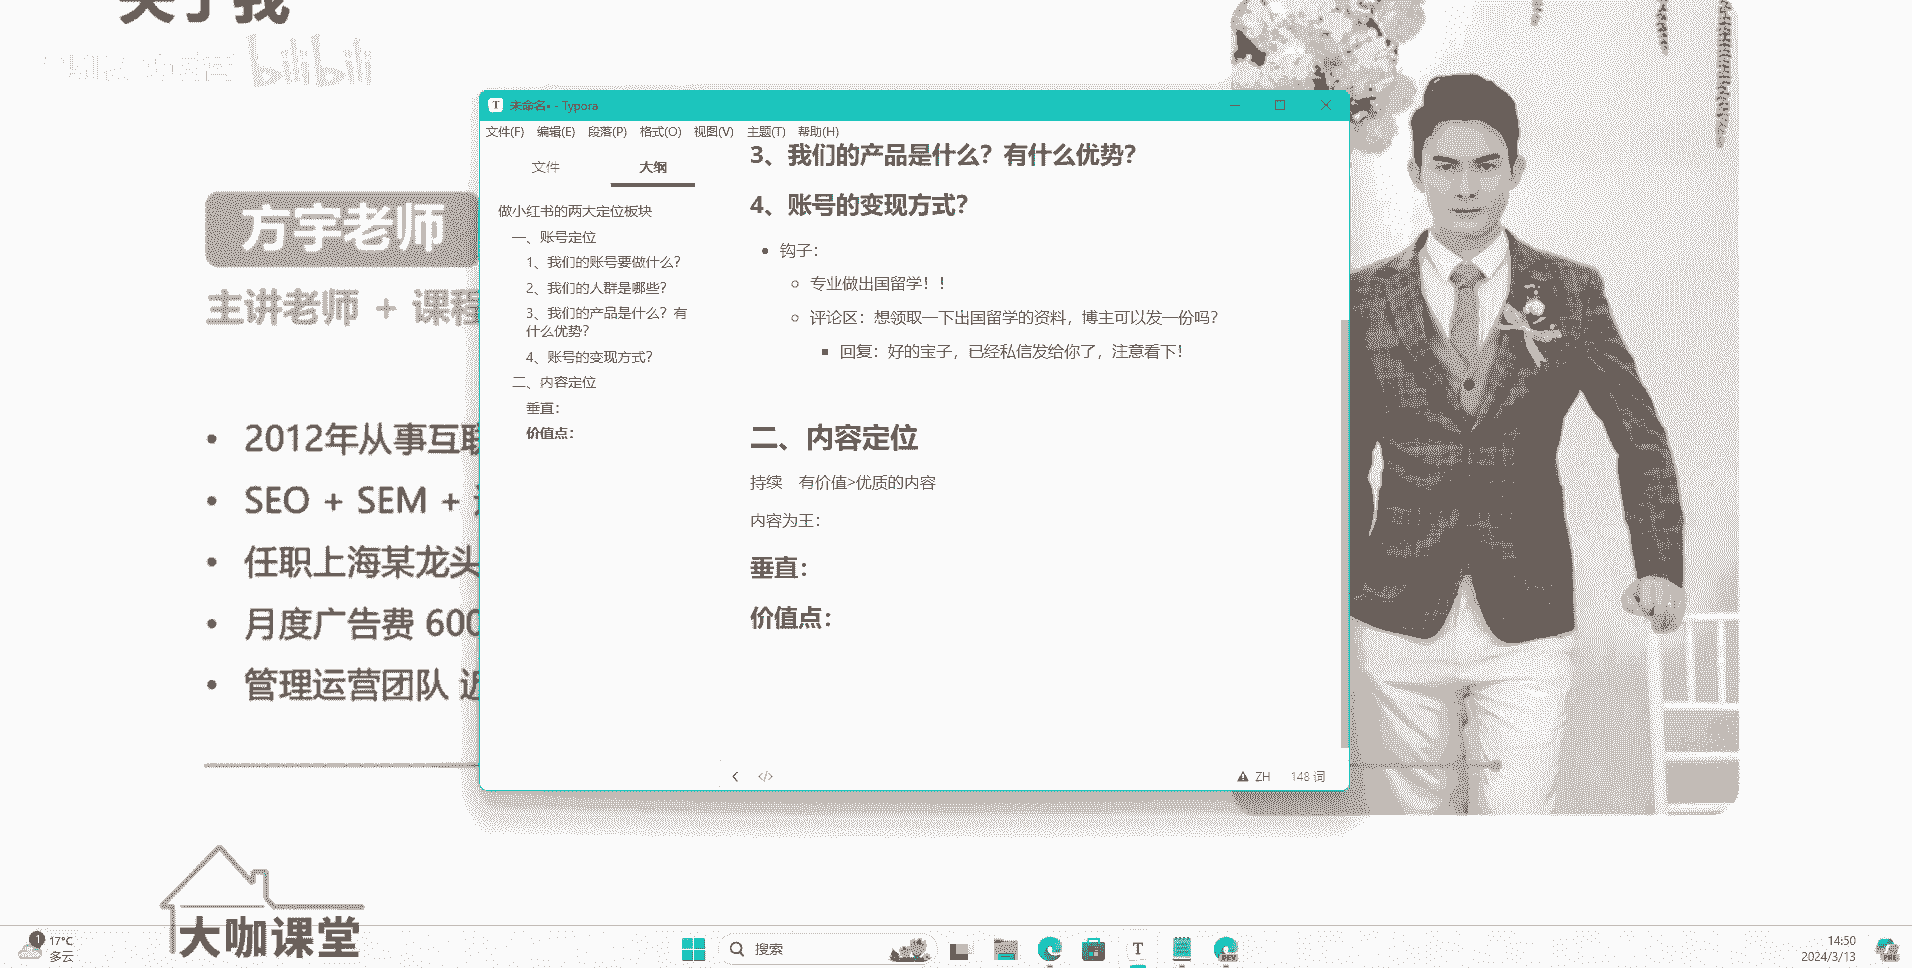 关于我
bilibili
方宇老师
主讲老师 + 课程
2012年从事互联
SEO + SEM +
任职上海某龙头
月度广告费 600
管理运营团队 近
大咖课堂
未命名• - Typora
文件(F) 编辑(E) 段落(P) 格式(O) 视图(V) 主题(T) 帮助(H)
文件 大纲
做小红书的两大定位板块
一、账号定位
1、我们的账号要做什么?
2、我们的人群是哪些?
3、我们的产品是什么? 有
什么优势?
4、账号的变现方式?
二、内容定位
垂直:
价值点:
3、我们的产品是什么? 有什么优势?
4、账号的变现方式?
钩子:
专业做出国留学! !
评论区: 想领取一下出国留学的资料, 博主可以发一份吗?
回复: 好的宝子, 已经私信发给你了, 注意看下!
二、内容定位
持续 有价值>优质的内容
内容为王:
垂直:
价值点:
ZH 148 词
1
17°C
多云
搜索
T
DEV
14:50
2024/3/13
PRE